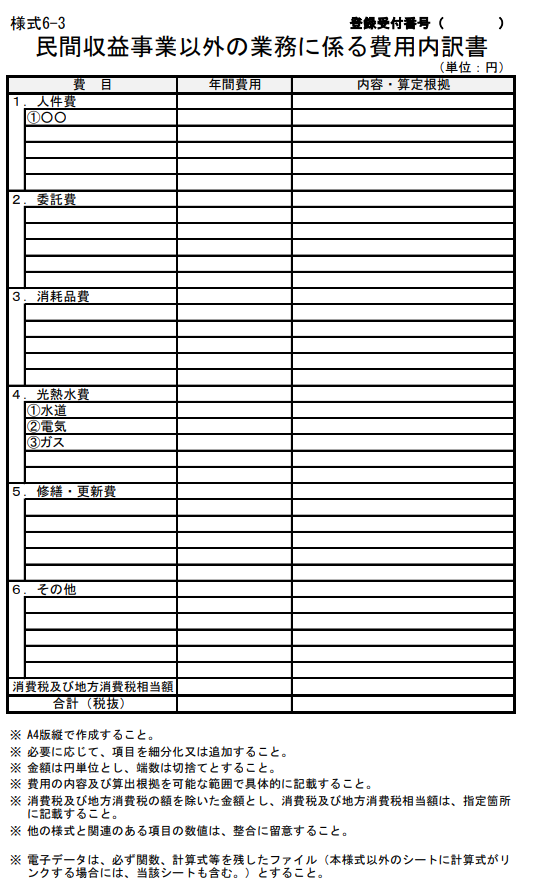 様式6-3
登録受付番号（　　　　）
民間収益事業以外の業務に係る費用内訳書
（単位：円）
費　目　年間費用　内容・算定根拠
１．人件費
①〇〇
２．委託費
３．消耗品費
４．光熱水費
①水道
②電気
③ガス
５．修繕・更新費
６．その他
消費税及び地方消費税相当額
合計（税抜）
※ A4版縦で作成すること。
※ 必要に応じて、項目を細分化又は追加すること。
※ 金額は円単位とし、端数は切捨てとすること。
※ 費用の内容及び算出根拠を可能な範囲で具体的に記載すること。
※ 消費税及び地方消費税の額を除いた金額とし、消費税及び地方消費税相当額は、指定箇所
に記載すること。
※ 他の様式と関連のある項目の数値は、整合に留意すること。
※ 電子データは、必ず関数、計算式等を残したファイル（本様式以外のシートに計算式がリ
ンクする場合には、当該シートも含む。）とすること。